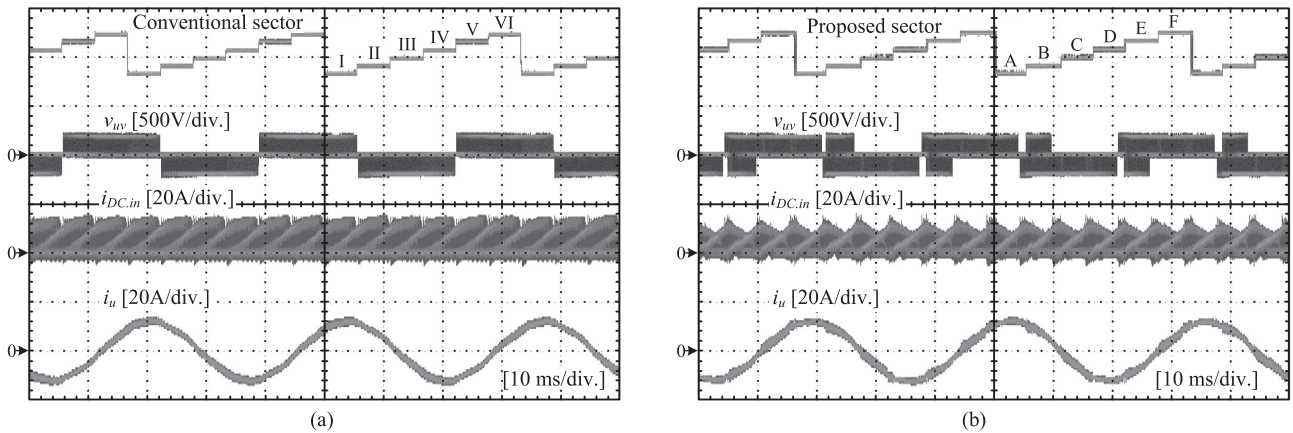 Conventional sector
I II III IV V VI
v_uv [500V/div.]
0
i_DC.in [20A/div.]
0
i_u [20A/div.]
0
[10 ms/div.]
(a)
Proposed sector
A B C D E F
v_uv [500V/div.]
0
i_DC.in [20A/div.]
0
i_u [20A/div.]
0
[10 ms/div.]
(b)